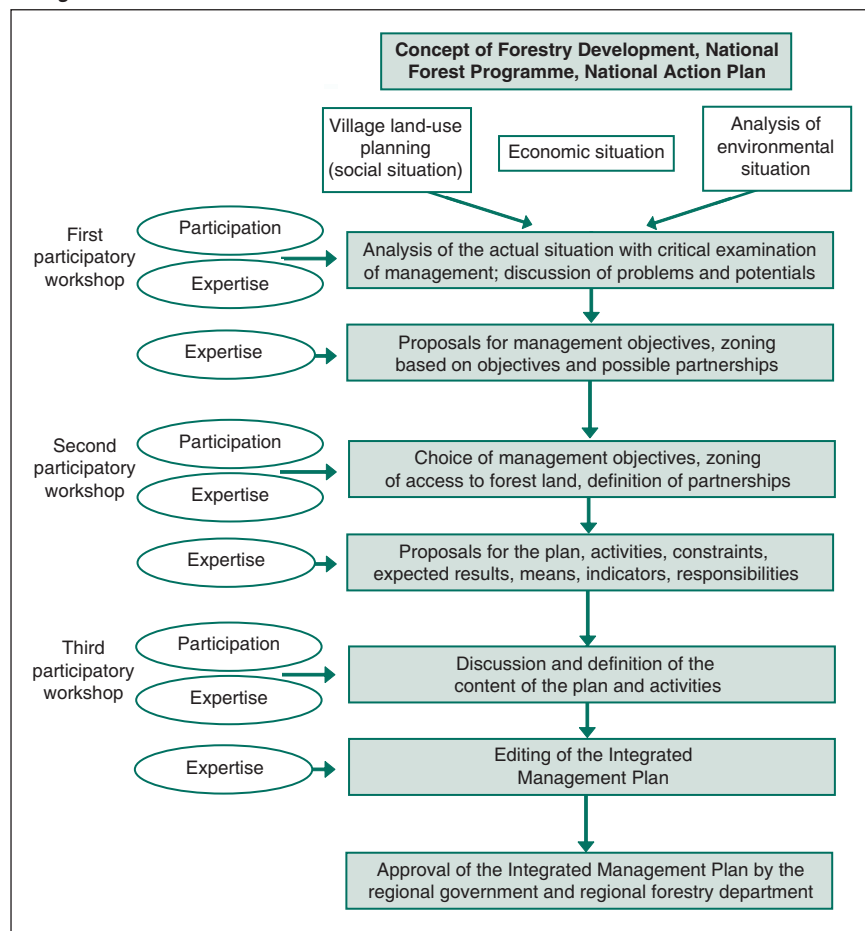 Concept of Forestry Development, National
Forest Programme, National Action Plan
Village land-use
planning
(social situation)
Economic situation
Analysis of
environmental
situation
First
participatory
workshop
Participation
Expertise
Analysis of the actual situation with critical examination
of management; discussion of problems and potentials
Expertise
Proposals for management objectives, zoning
based on objectives and possible partnerships
Second
participatory
workshop
Participation
Expertise
Choice of management objectives, zoning
of access to forest land, definition of partnerships
Expertise
Proposals for the plan, activities, constraints,
expected results, means, indicators, responsibilities
Third
participatory
workshop
Participation
Expertise
Discussion and definition of the
content of the plan and activities
Expertise
Editing of the Integrated
Management Plan
Approval of the Integrated Management Plan by the
regional government and regional forestry department